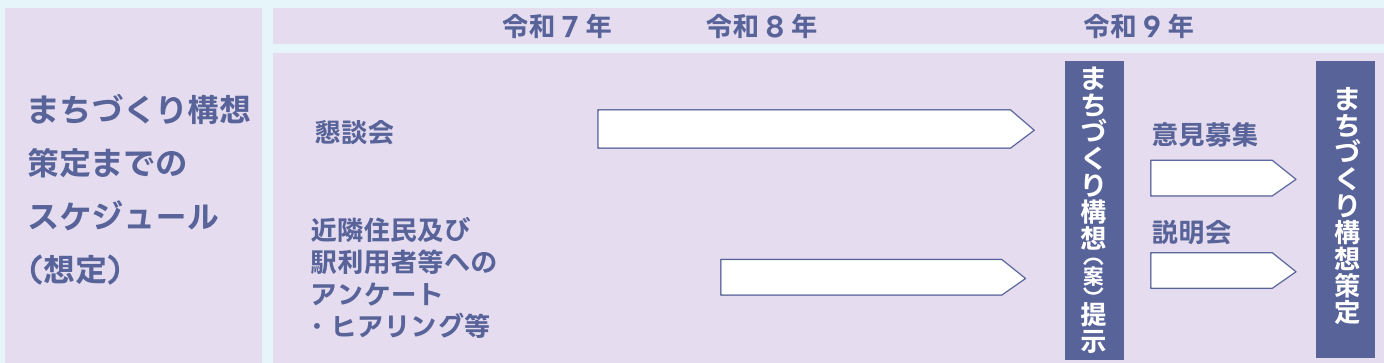 まちづくり構想
策定までの
スケジュール
（想定）
令和７年
令和８年
令和９年
懇談会
近隣住民及び
駅利用者等への
アンケート
・ヒアリング等
まちづくり構想（案）提示
意見募集
説明会
まちづくり構想策定